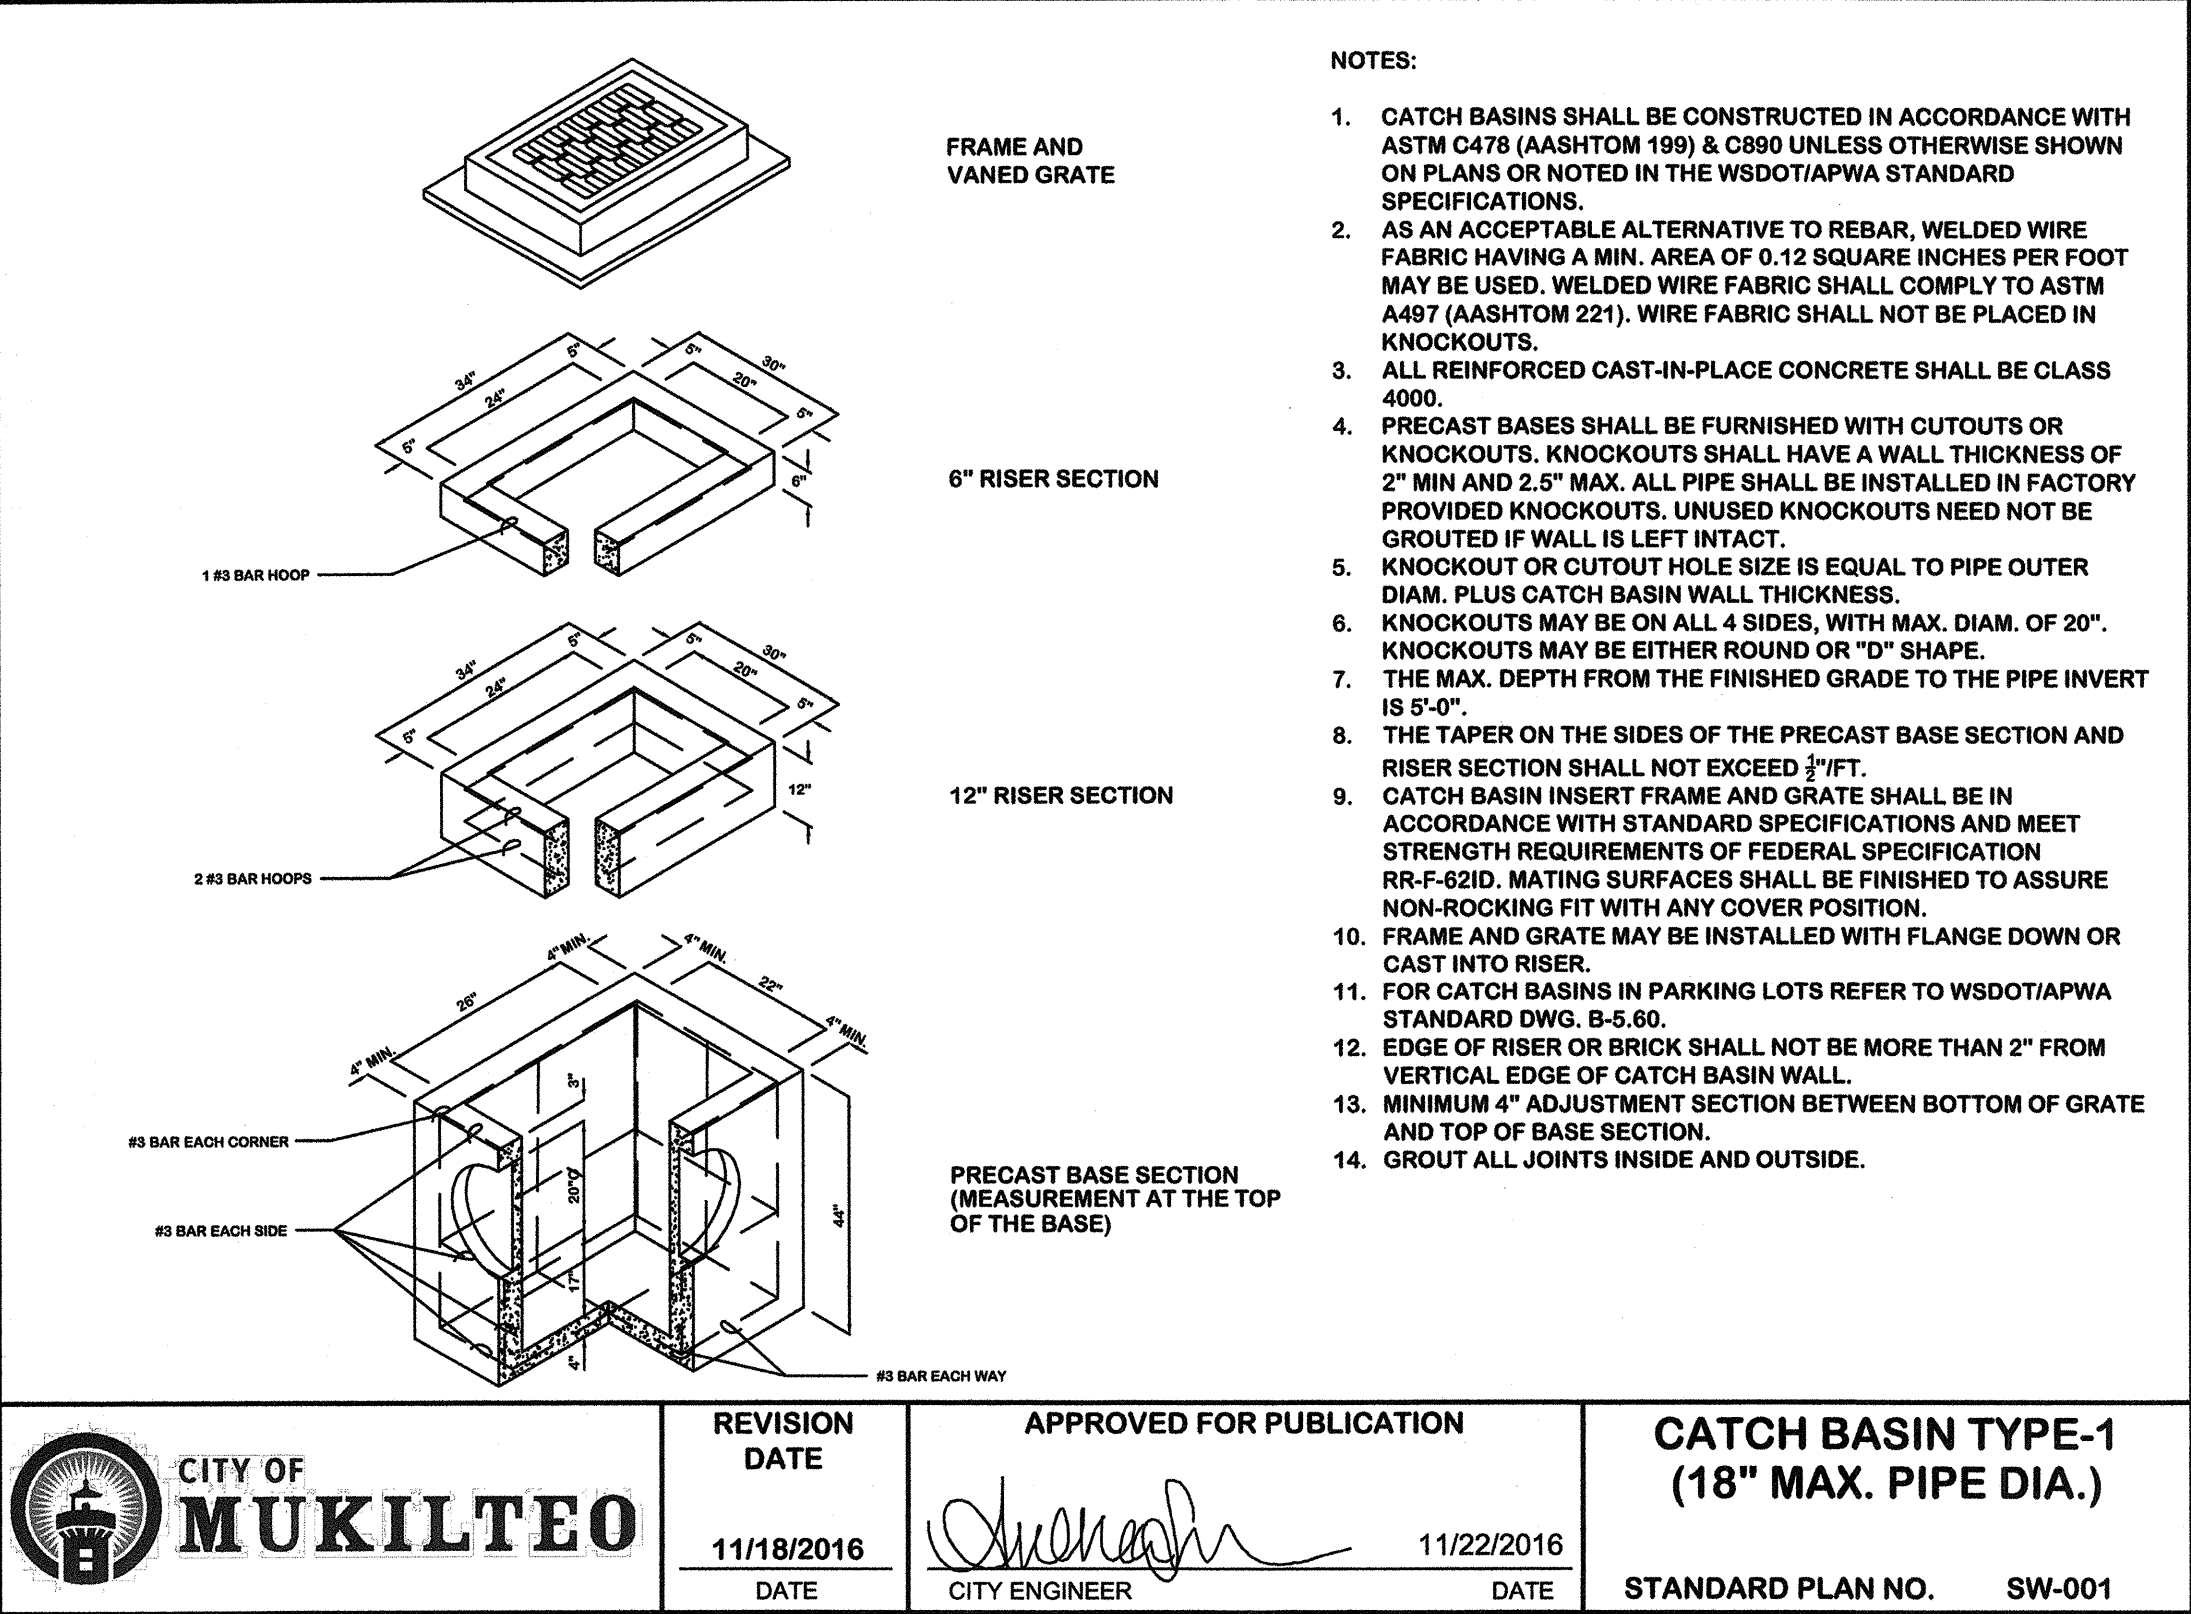 FRAME AND
VANED GRATE
34"
24"
5"
5"
5"
30"
20"
5"
6"
6" RISER SECTION
1 #3 BAR HOOP
34"
24"
5"
5"
5"
30"
20"
5"
12"
12" RISER SECTION
2 #3 BAR HOOPS
4" MIN.
4" MIN.
26"
22"
4" MIN.
4" MIN.
3"
20"Ø
17"
4"
44"
#3 BAR EACH CORNER
#3 BAR EACH SIDE
#3 BAR EACH WAY
PRECAST BASE SECTION
(MEASUREMENT AT THE TOP
OF THE BASE)
NOTES:
1. CATCH BASINS SHALL BE CONSTRUCTED IN ACCORDANCE WITH
ASTM C478 (AASHTOM 199) & C890 UNLESS OTHERWISE SHOWN
ON PLANS OR NOTED IN THE WSDOT/APWA STANDARD
SPECIFICATIONS.
2. AS AN ACCEPTABLE ALTERNATIVE TO REBAR, WELDED WIRE
FABRIC HAVING A MIN. AREA OF 0.12 SQUARE INCHES PER FOOT
MAY BE USED. WELDED WIRE FABRIC SHALL COMPLY TO ASTM
A497 (AASHTOM 221). WIRE FABRIC SHALL NOT BE PLACED IN
KNOCKOUTS.
3. ALL REINFORCED CAST-IN-PLACE CONCRETE SHALL BE CLASS
4000.
4. PRECAST BASES SHALL BE FURNISHED WITH CUTOUTS OR
KNOCKOUTS. KNOCKOUTS SHALL HAVE A WALL THICKNESS OF
2" MIN AND 2.5" MAX. ALL PIPE SHALL BE INSTALLED IN FACTORY
PROVIDED KNOCKOUTS. UNUSED KNOCKOUTS NEED NOT BE
GROUTED IF WALL IS LEFT INTACT.
5. KNOCKOUT OR CUTOUT HOLE SIZE IS EQUAL TO PIPE OUTER
DIAM. PLUS CATCH BASIN WALL THICKNESS.
6. KNOCKOUTS MAY BE ON ALL 4 SIDES, WITH MAX. DIAM. OF 20".
KNOCKOUTS MAY BE EITHER ROUND OR "D" SHAPE.
7. THE MAX. DEPTH FROM THE FINISHED GRADE TO THE PIPE INVERT
IS 5'-0".
8. THE TAPER ON THE SIDES OF THE PRECAST BASE SECTION AND
RISER SECTION SHALL NOT EXCEED ½"/FT.
9. CATCH BASIN INSERT FRAME AND GRATE SHALL BE IN
ACCORDANCE WITH STANDARD SPECIFICATIONS AND MEET
STRENGTH REQUIREMENTS OF FEDERAL SPECIFICATION
RR-F-62ID. MATING SURFACES SHALL BE FINISHED TO ASSURE
NON-ROCKING FIT WITH ANY COVER POSITION.
10. FRAME AND GRATE MAY BE INSTALLED WITH FLANGE DOWN OR
CAST INTO RISER.
11. FOR CATCH BASINS IN PARKING LOTS REFER TO WSDOT/APWA
STANDARD DWG. B-5.60.
12. EDGE OF RISER OR BRICK SHALL NOT BE MORE THAN 2" FROM
VERTICAL EDGE OF CATCH BASIN WALL.
13. MINIMUM 4" ADJUSTMENT SECTION BETWEEN BOTTOM OF GRATE
AND TOP OF BASE SECTION.
14. GROUT ALL JOINTS INSIDE AND OUTSIDE.
CITY OF
MUKILTEO
REVISION
DATE
11/18/2016
DATE
APPROVED FOR PUBLICATION
11/22/2016
CITY ENGINEER
DATE
CATCH BASIN TYPE-1
(18" MAX. PIPE DIA.)
STANDARD PLAN NO. SW-001